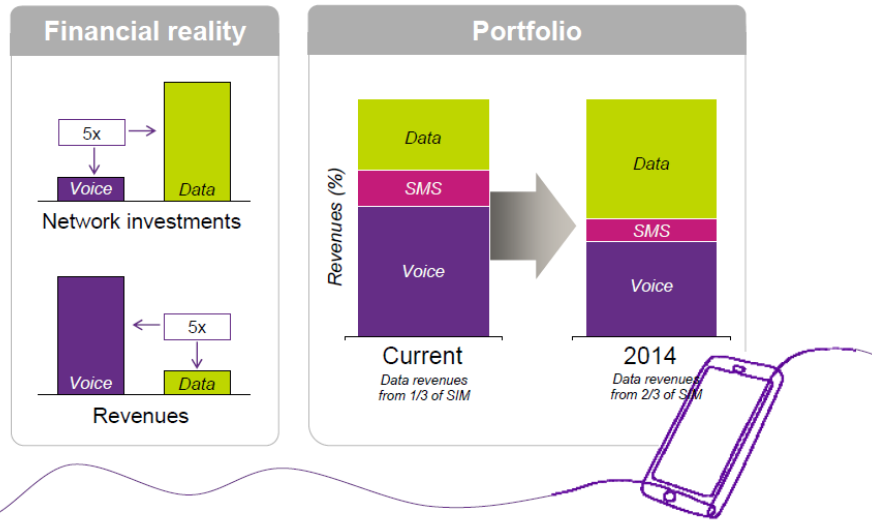 Financial reality
5x
Voice
Data
Network investments
5x
Voice
Data
Revenues
Portfolio
Revenues (%)
Data
SMS
Voice
Data
SMS
Voice
Current
Data revenues
from 1/3 of SIM
2014
Data revenues
from 2/3 of SIM